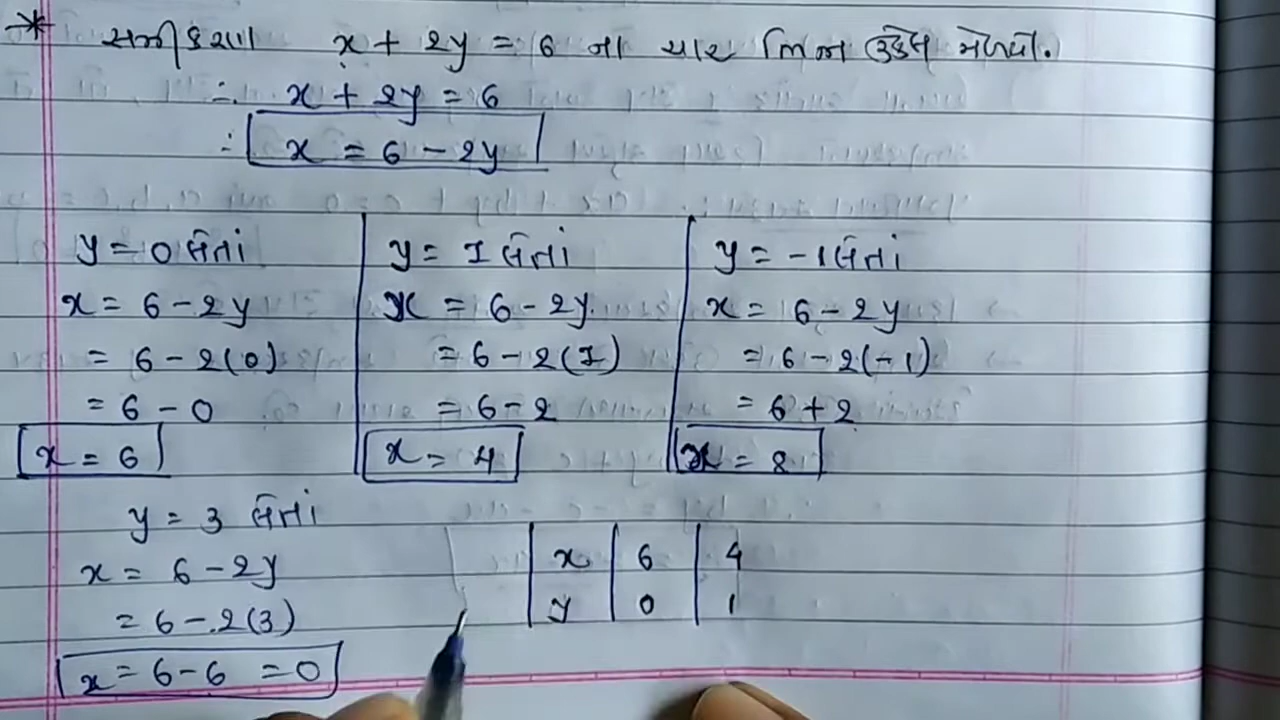 * સમીકરણ x + 2y = 6 ના ચાર ભિન્ન ઉકેલ મેળવો.
∴ x + 2y = 6
∴ x = 6 - 2y
y = 0 લેતાં
x = 6 - 2y
= 6 - 2(0)
= 6 - 0
x = 6
y = 1 લેતાં
x = 6 - 2y
= 6 - 2(1)
= 6 - 2
x = 4
y = -1 લેતાં
x = 6 - 2y
= 6 - 2(-1)
= 6 + 2
x = 8
y = 3 લેતાં
x = 6 - 2y
= 6 - 2(3)
x = 6 - 6 = 0
x 6 4
y 0 1